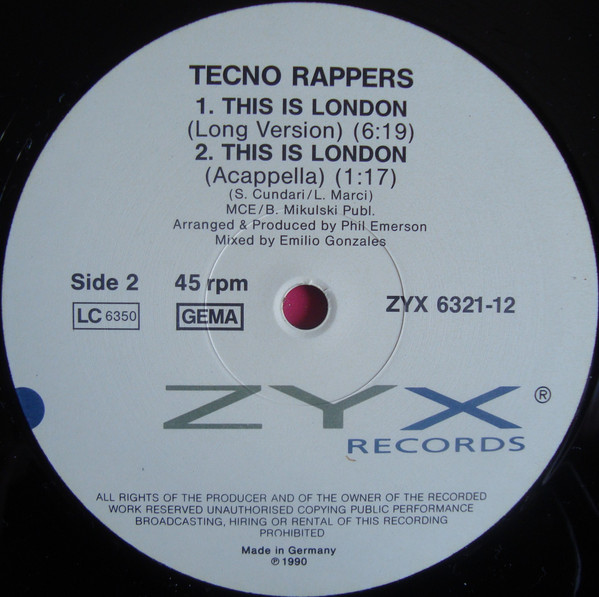 TECNO RAPPERS
1. THIS IS LONDON
(Long Version) (6:19)
2. THIS IS LONDON
(Acappella) (1:17)
(S. Cundari/L. Marci)
MCE/B. Mikulski Publ.
Arranged & Produced by Phil Emerson
Mixed by Emilio Gonzales
Side 2 45 rpm
LC 6350 GEMA ZYX 6321-12
ZYX ®
RECORDS
ALL RIGHTS OF THE PRODUCER AND OF THE OWNER OF THE RECORDED
WORK RESERVED UNAUTHORISED COPYING PUBLIC PERFORMANCE
BROADCASTING, HIRING OR RENTAL OF THIS RECORDING
PROHIBITED
Made in Germany
℗ 1990